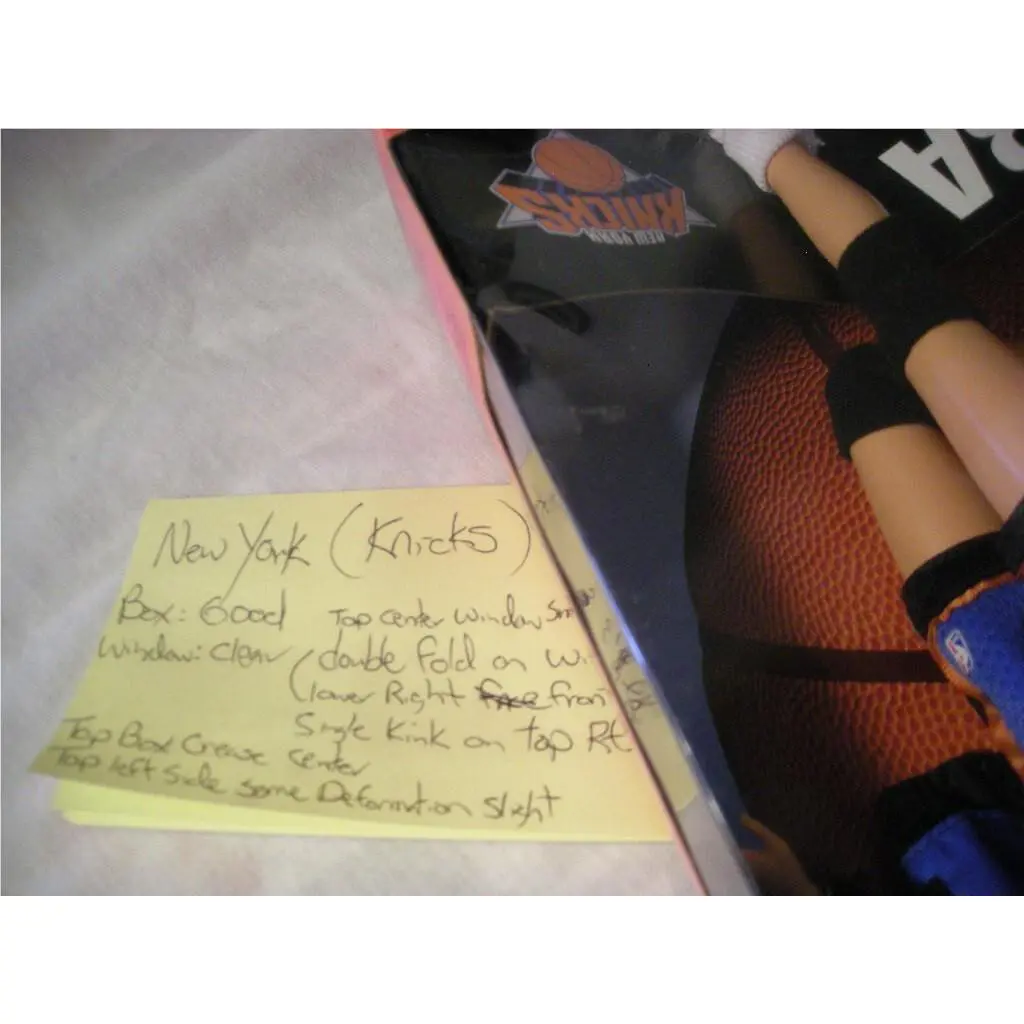 KNICKS
NEW YORK
BA
New York (Knicks)
Box: Good Top center window
Window: Clear (double fold on
(lower Right front
Single Kink on top Rt
Top Box Crease center
Top left Side some Deformation slight